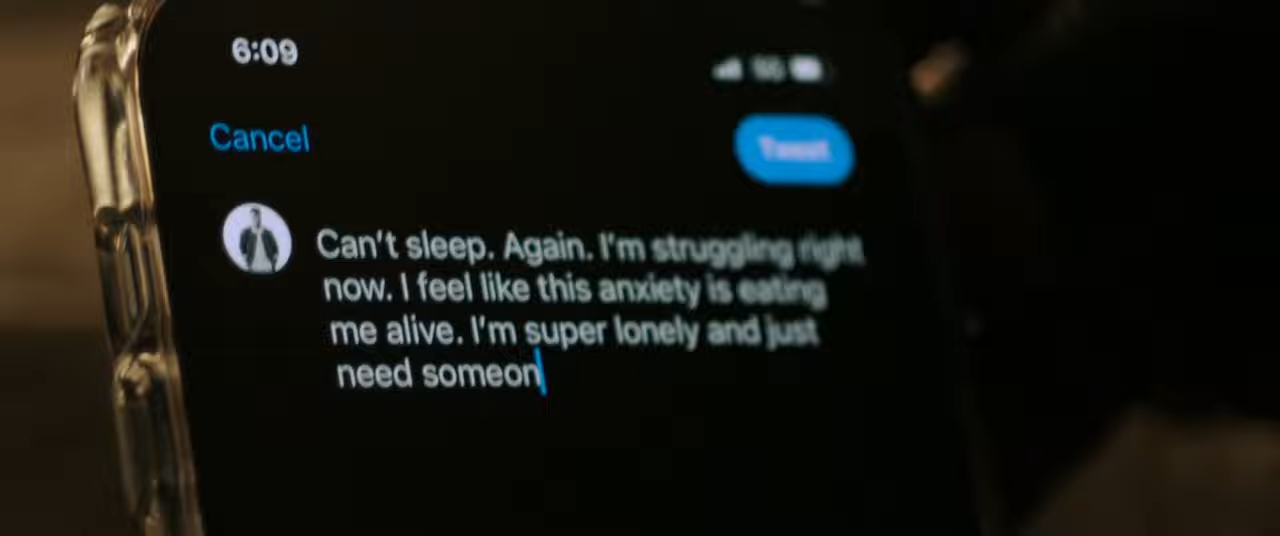 6:09
Cancel
Tweet
Can't sleep. Again. I'm struggling right
now. I feel like this anxiety is eating
me alive. I'm super lonely and just
need someon